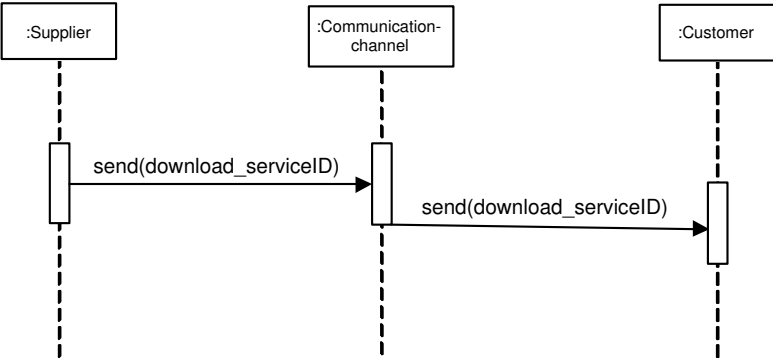 :Supplier
:Communication-
channel
:Customer
send(download_serviceID)
send(download_serviceID)